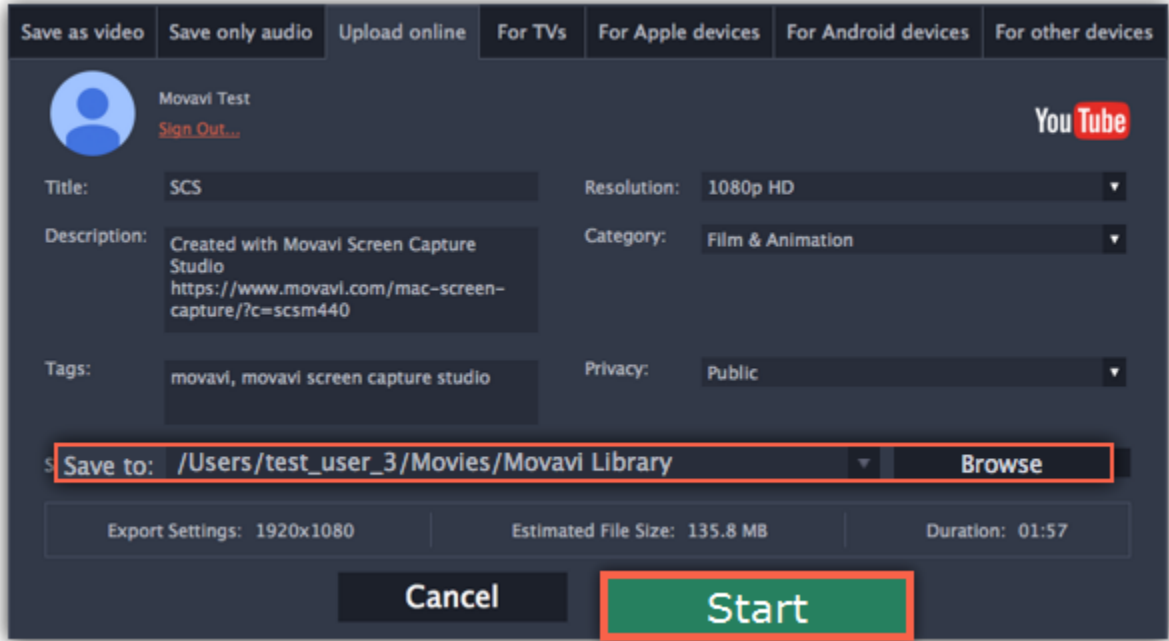 Save as video Save only audio Upload online For TVs For Apple devices For Android devices For other devices
Movavi Test
Sign Out...
YouTube
Title: SCS Resolution: 1080p HD
Description: Created with Movavi Screen Capture
Studio
https://www.movavi.com/mac-screen-
capture/?c=scsm440
Category: Film & Animation
Tags: movavi, movavi screen capture studio Privacy: Public
Save to: /Users/test_user_3/Movies/Movavi Library Browse
Export Settings: 1920x1080 Estimated File Size: 135.8 MB Duration: 01:57
Cancel Start